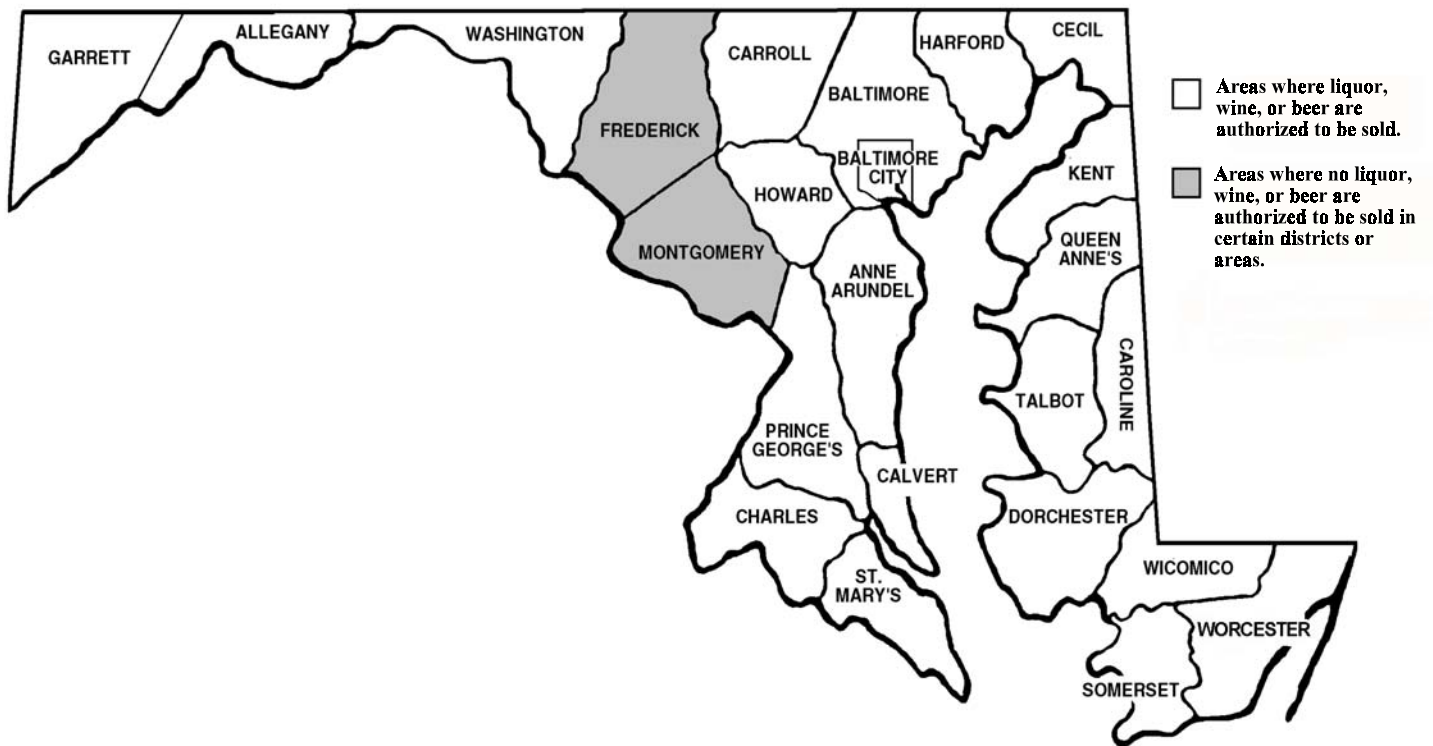 GARRETT
ALLEGANY
WASHINGTON
FREDERICK
CARROLL
BALTIMORE
HARFORD
CECIL
BALTIMORE
CITY
HOWARD
MONTGOMERY
ANNE
ARUNDEL
KENT
QUEEN
ANNE'S
CAROLINE
TALBOT
PRINCE
GEORGE'S
CALVERT
CHARLES
ST.
MARY'S
DORCHESTER
WICOMICO
WORCESTER
SOMERSET
Areas where liquor,
wine, or beer are
authorized to be sold.
Areas where no liquor,
wine, or beer are
authorized to be sold in
certain districts or
areas.